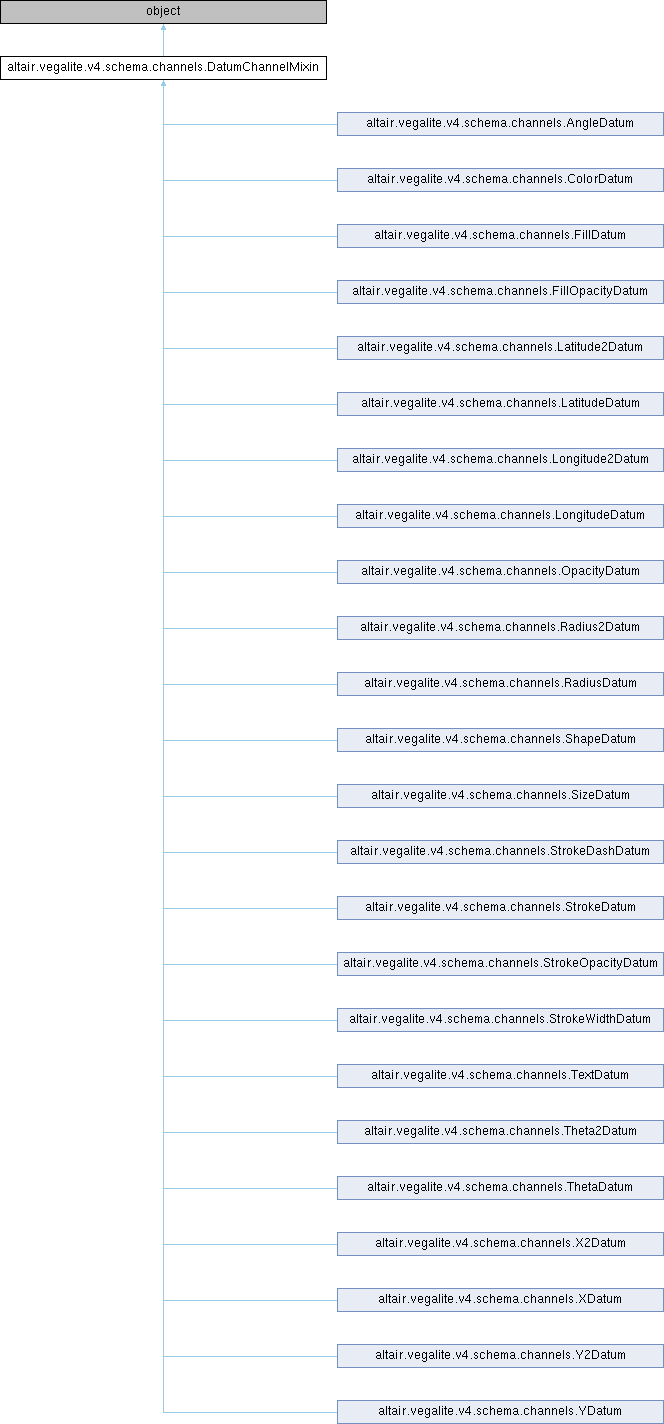 object
altair.vegalite.v4.schema.channels.DatumChannelMixin
altair.vegalite.v4.schema.channels.AngleDatum
altair.vegalite.v4.schema.channels.ColorDatum
altair.vegalite.v4.schema.channels.FillDatum
altair.vegalite.v4.schema.channels.FillOpacityDatum
altair.vegalite.v4.schema.channels.Latitude2Datum
altair.vegalite.v4.schema.channels.LatitudeDatum
altair.vegalite.v4.schema.channels.Longitude2Datum
altair.vegalite.v4.schema.channels.LongitudeDatum
altair.vegalite.v4.schema.channels.OpacityDatum
altair.vegalite.v4.schema.channels.Radius2Datum
altair.vegalite.v4.schema.channels.RadiusDatum
altair.vegalite.v4.schema.channels.ShapeDatum
altair.vegalite.v4.schema.channels.SizeDatum
altair.vegalite.v4.schema.channels.StrokeDashDatum
altair.vegalite.v4.schema.channels.StrokeDatum
altair.vegalite.v4.schema.channels.StrokeOpacityDatum
altair.vegalite.v4.schema.channels.StrokeWidthDatum
altair.vegalite.v4.schema.channels.TextDatum
altair.vegalite.v4.schema.channels.Theta2Datum
altair.vegalite.v4.schema.channels.ThetaDatum
altair.vegalite.v4.schema.channels.X2Datum
altair.vegalite.v4.schema.channels.XDatum
altair.vegalite.v4.schema.channels.Y2Datum
altair.vegalite.v4.schema.channels.YDatum